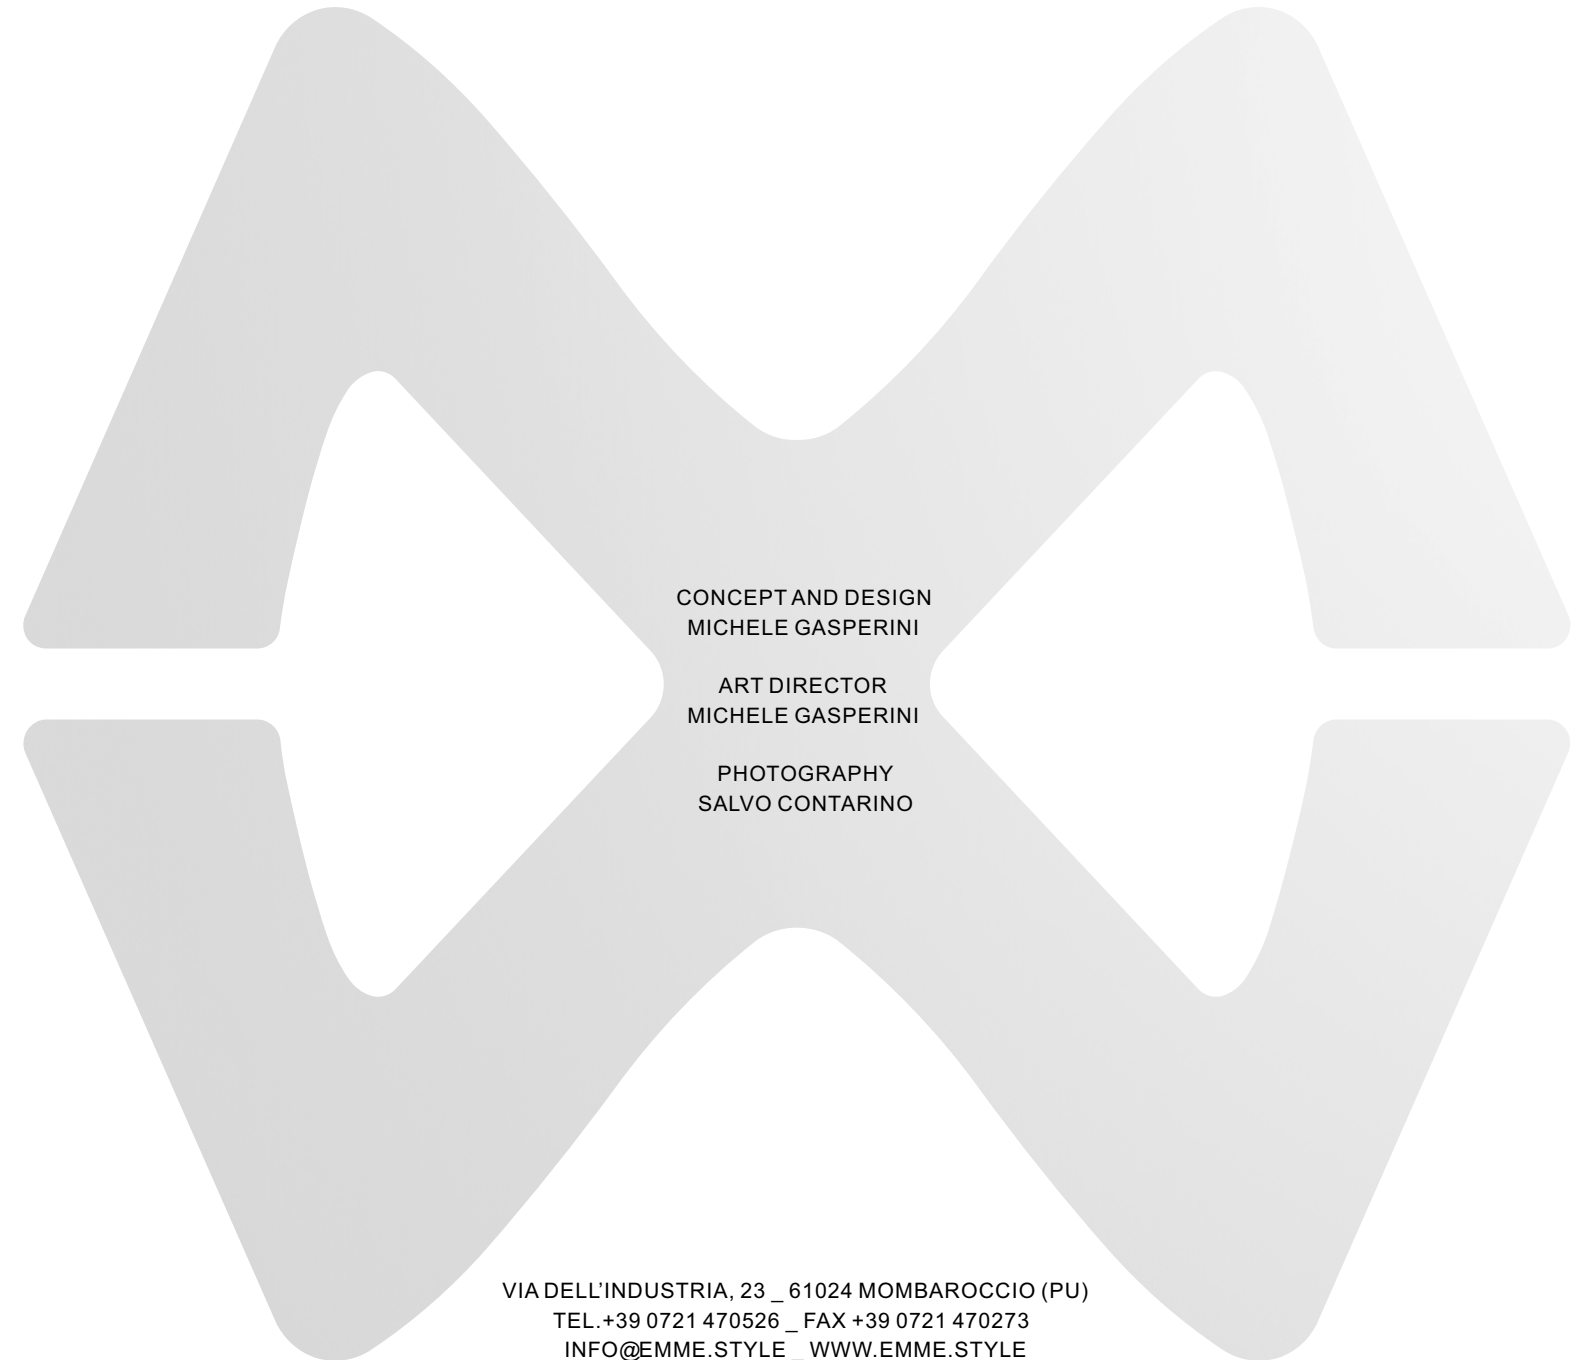 CONCEPT AND DESIGN
MICHELE GASPERINI
ART DIRECTOR
MICHELE GASPERINI
PHOTOGRAPHY
SALVO CONTARINO
VIA DELL’INDUSTRIA, 23 _ 61024 MOMBAROCCIO (PU)
TEL.+39 0721 470526 _ FAX +39 0721 470273
INFO@EMME.STYLE _ WWW.EMME.STYLE